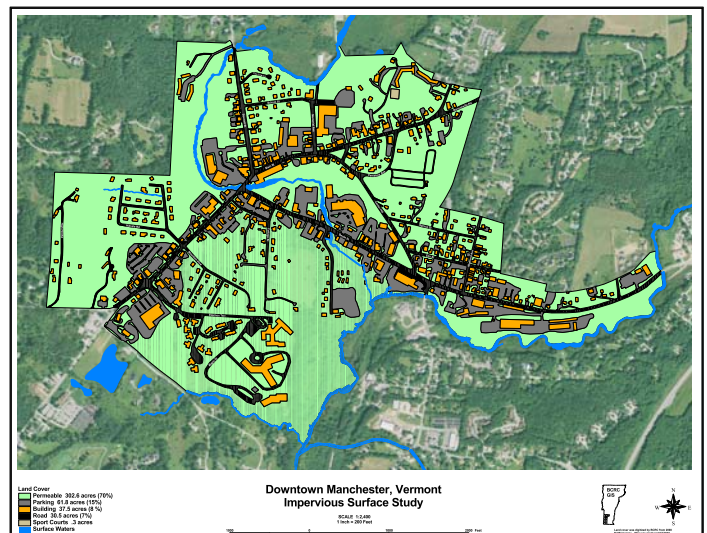 Land Cover
Permeable 302.6 acres (70%)
Parking 61.8 acres (15%)
Building 37.5 acres (8 %)
Road 30.5 acres (7%)
Sport Courts .3 acres
Surface Waters
Downtown Manchester, Vermont
Impervious Surface Study
SCALE 1:2,400
1 Inch = 200 Feet
1000 0 1000 2000 Feet
BCRC
GIS
N
W E
S